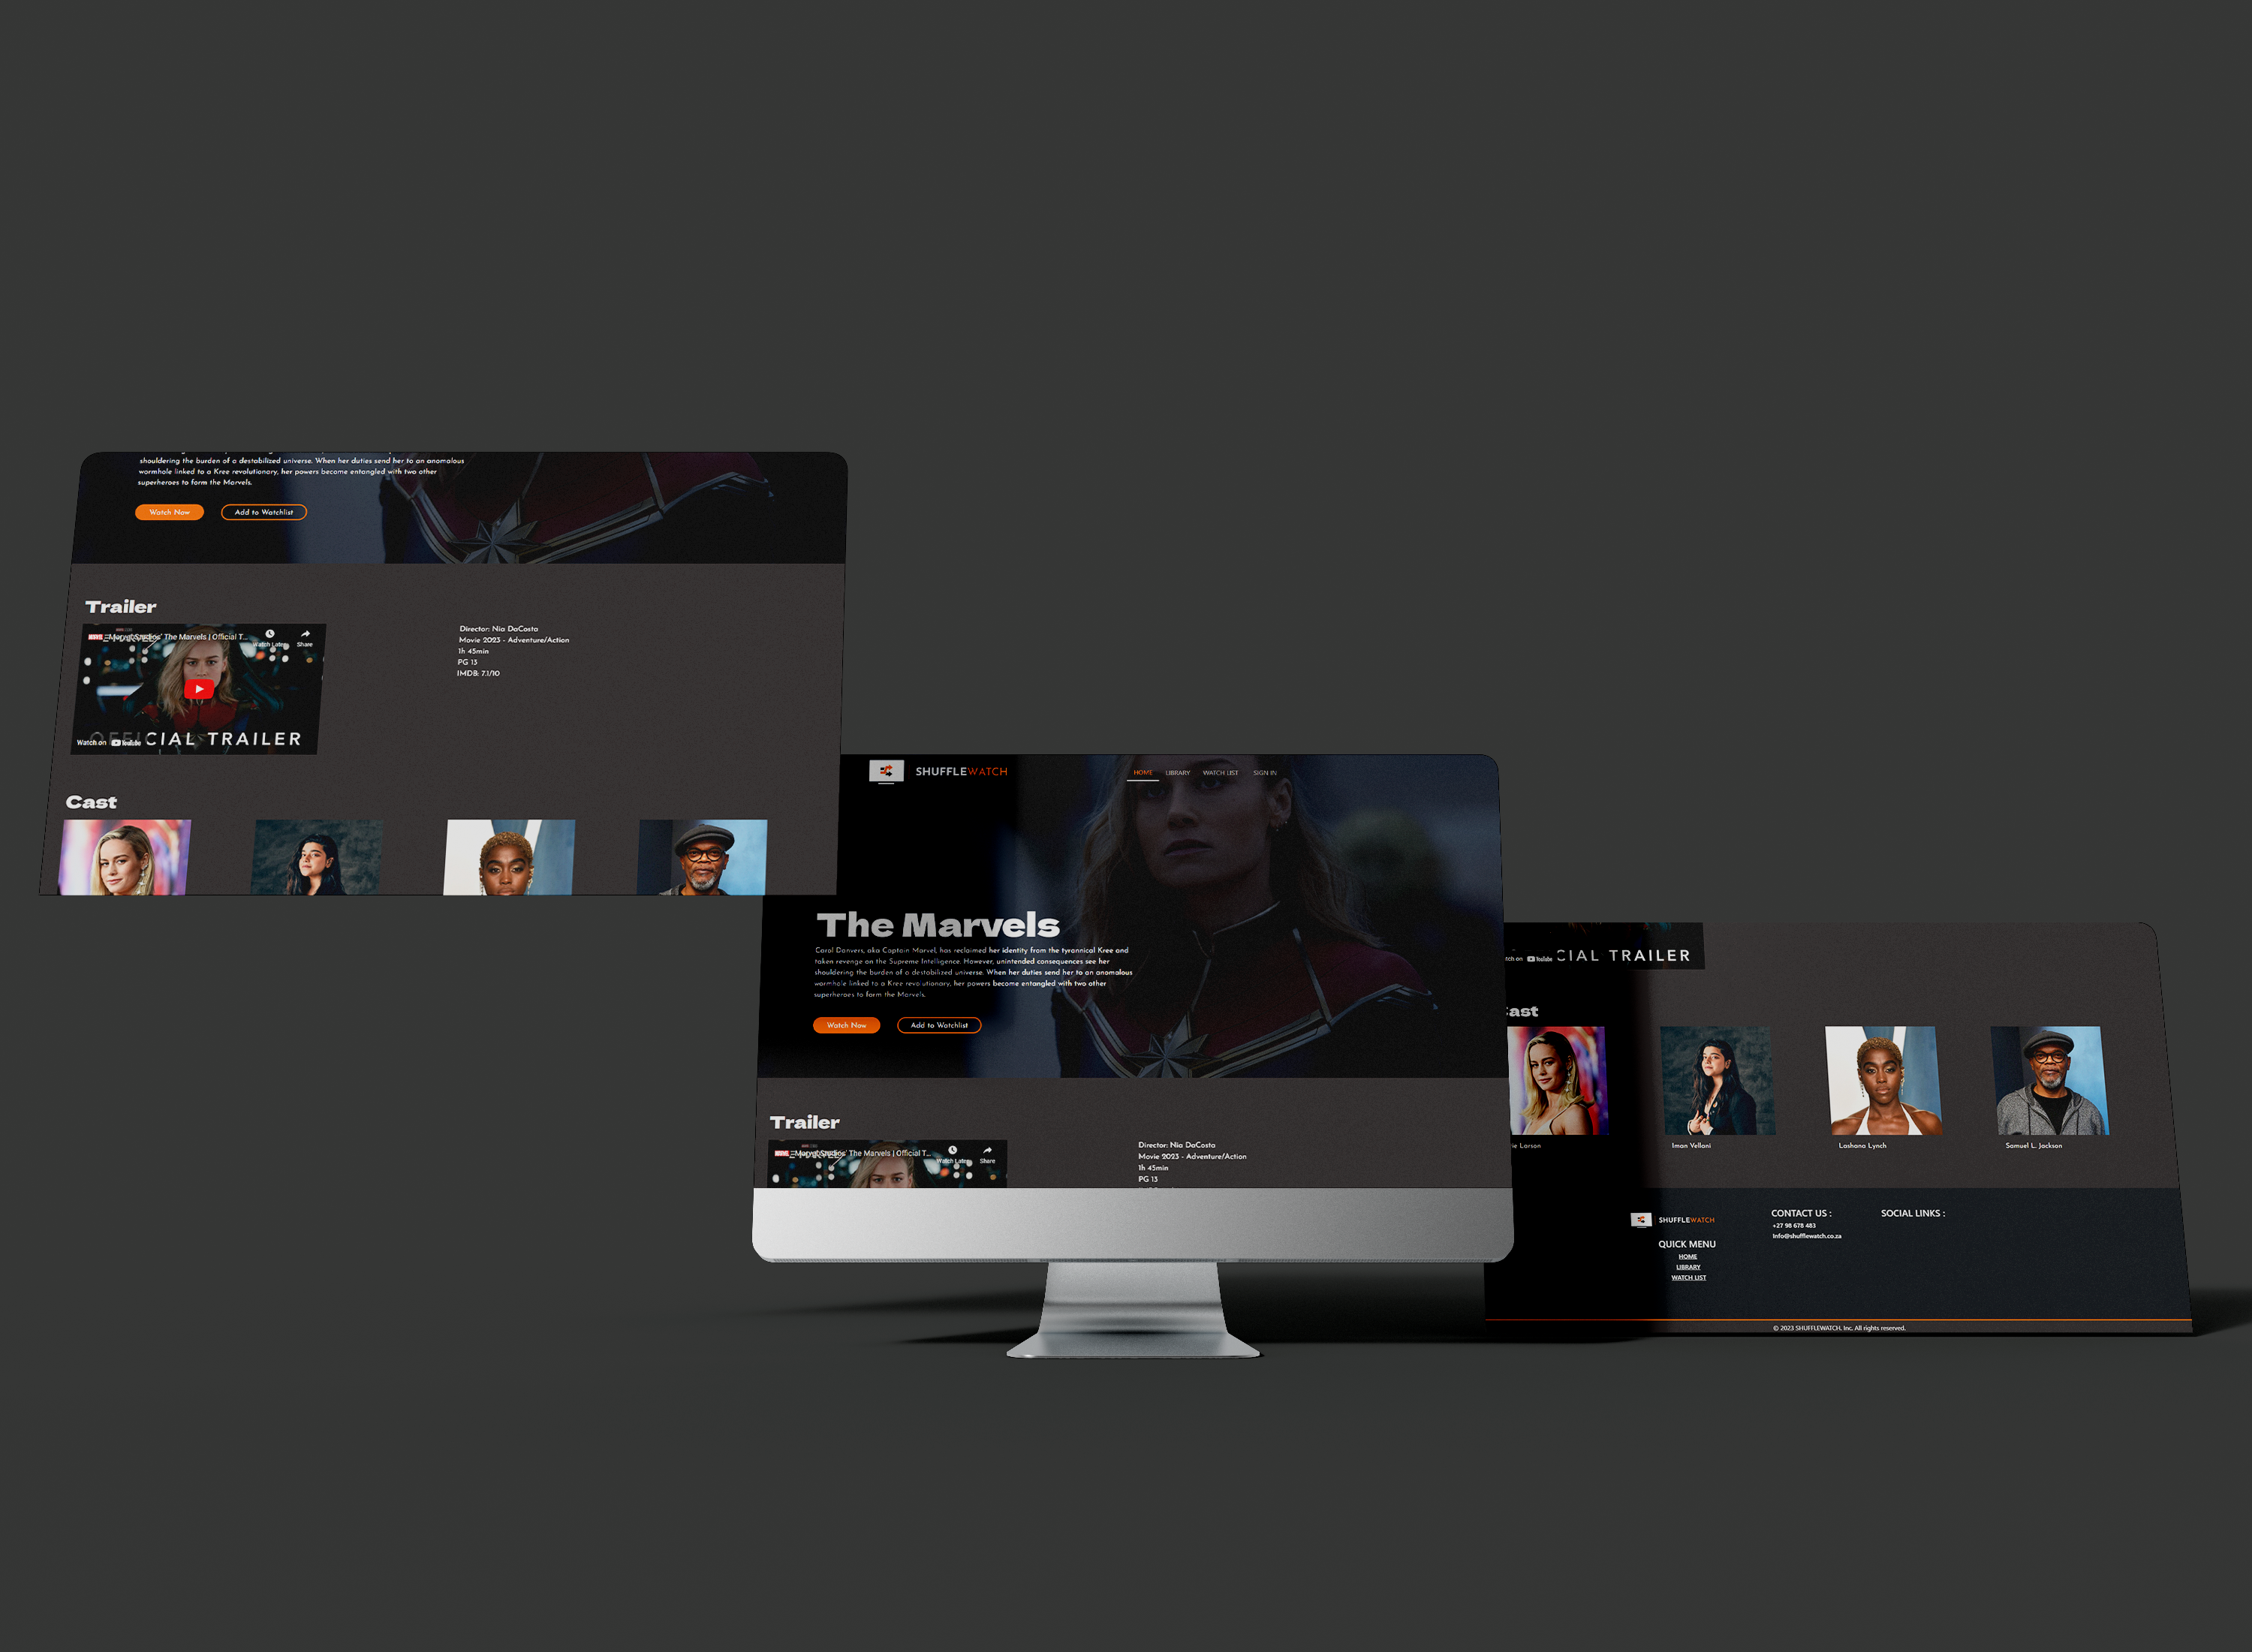 shouldering the burden of a destabilized universe. When her duties send her to an anomalous
wormhole linked to a Kree revolutionary, her powers become entangled with two other
superheroes to form the Marvels.
Watch Now
Add to Watchlist
Trailer
Marvel Studios' The Marvels | Official T...
Watch Later
Share
OFFICIAL TRAILER
Watch on YouTube
Director: Nia DaCosta
Movie 2023 - Adventure/Action
1h 45min
PG 13
IMDB: 7.1/10
Cast
SHUFFLEWATCH
HOME
LIBRARY
WATCH LIST
SIGN IN
The Marvels
Carol Danvers, aka Captain Marvel, has reclaimed her identity from the tyrannical Kree and
taken revenge on the Supreme Intelligence. However, unintended consequences see her
shouldering the burden of a destabilized universe. When her duties send her to an anomalous
wormhole linked to a Kree revolutionary, her powers become entangled with two other
superheroes to form the Marvels.
Watch Now
Add to Watchlist
Trailer
Marvel Studios' The Marvels | Official T...
Watch Later
Share
Director: Nia DaCosta
Movie 2023 - Adventure/Action
1h 45min
PG 13
tch on YouTube
CIAL TRAILER
ast
ie Larson
Iman Vellani
Lashana Lynch
Samuel L. Jackson
SHUFFLEWATCH
QUICK MENU
HOME
LIBRARY
WATCH LIST
CONTACT US :
+27 98 678 483
Info@shufflewatch.co.za
SOCIAL LINKS :
© 2023 SHUFFLEWATCH, Inc. All rights reserved.